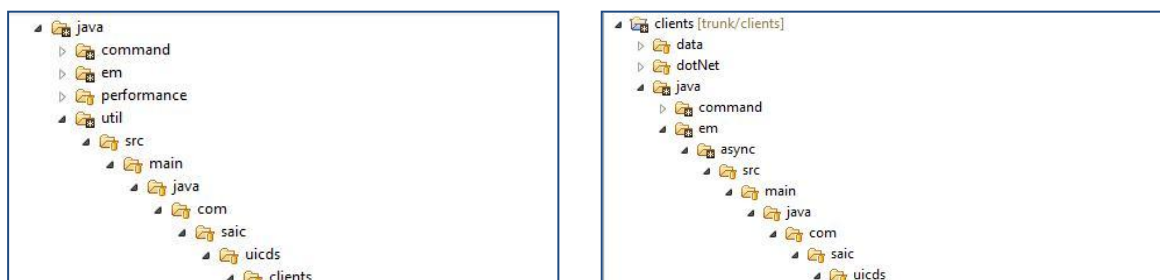 java
command
em
performance
util
src
main
java
com
saic
uicds
clients
clients [trunk/clients]
data
dotNet
java
command
em
async
src
main
java
com
saic
uicds